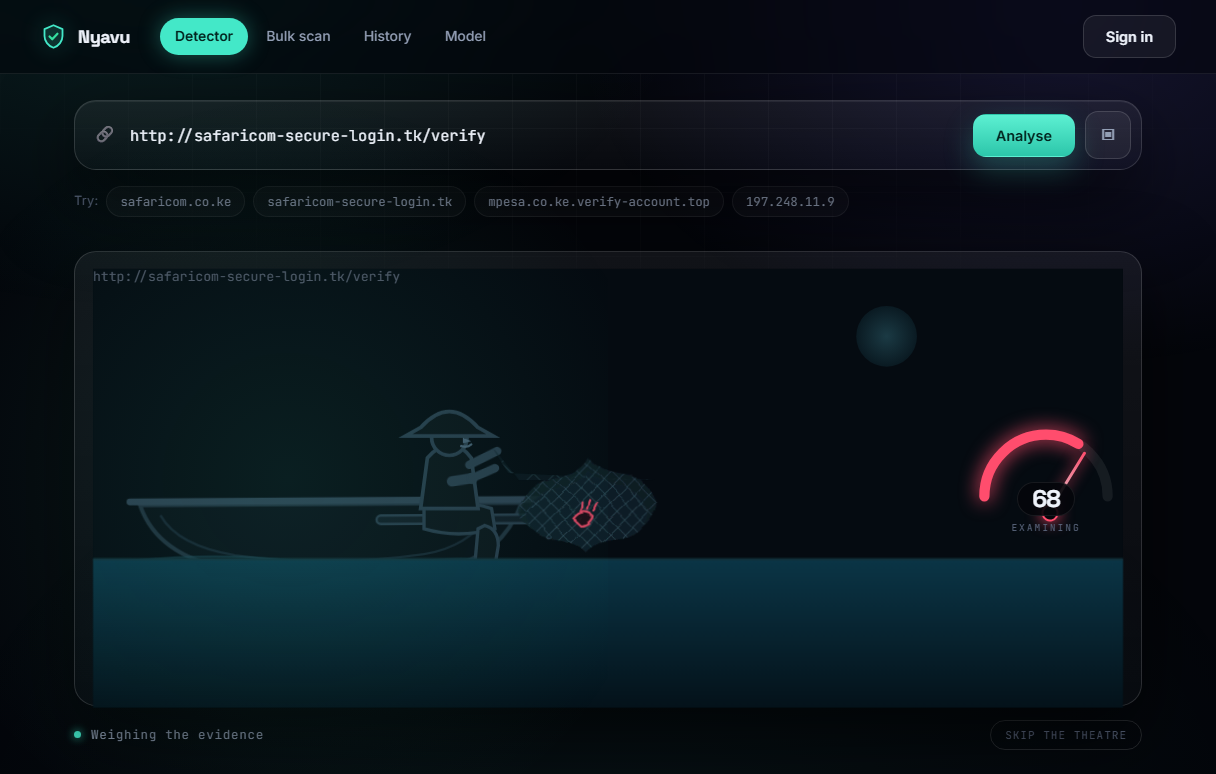 Nyavu
Detector
Bulk scan
History
Model
Sign in
http://safaricom-secure-login.tk/verify
Analyse
Try:
safaricom.co.ke
safaricom-secure-login.tk
mpesa.co.ke.verify-account.top
197.248.11.9
http://safaricom-secure-login.tk/verify
68
EXAMINING
Weighing the evidence
SKIP THE THEATRE